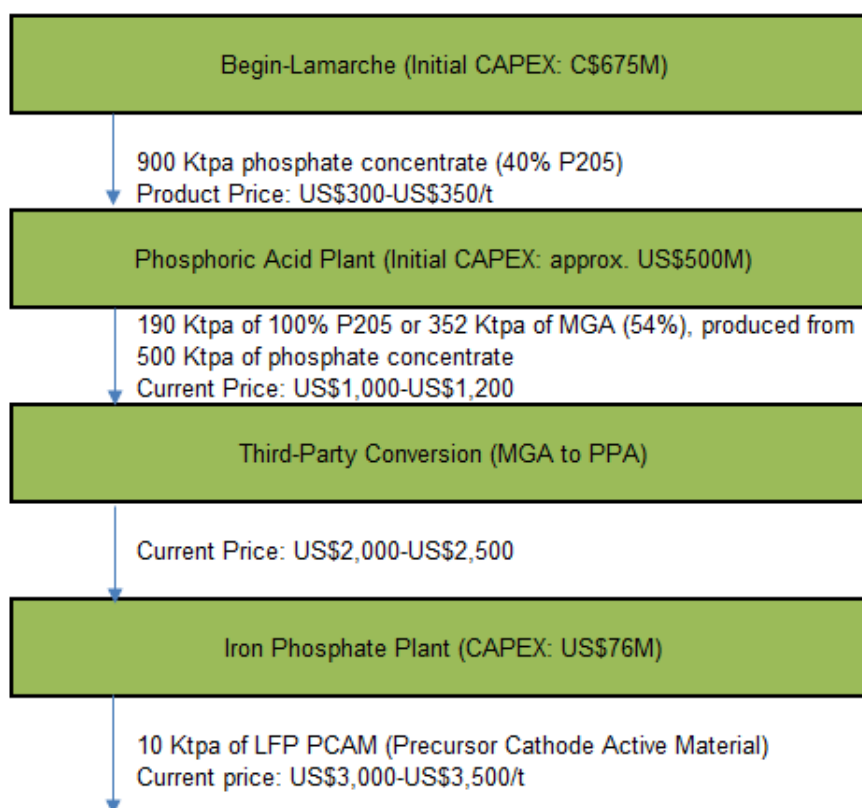 Begin-Lamarche (Initial CAPEX: C$675M)
900 Ktpa phosphate concentrate (40% P205)
Product Price: US$300-US$350/t
Phosphoric Acid Plant (Initial CAPEX: approx. US$500M)
190 Ktpa of 100% P205 or 352 Ktpa of MGA (54%), produced from
500 Ktpa of phosphate concentrate
Current Price: US$1,000-US$1,200
Third-Party Conversion (MGA to PPA)
Current Price: US$2,000-US$2,500
Iron Phosphate Plant (CAPEX: US$76M)
10 Ktpa of LFP PCAM (Precursor Cathode Active Material)
Current price: US$3,000-US$3,500/t